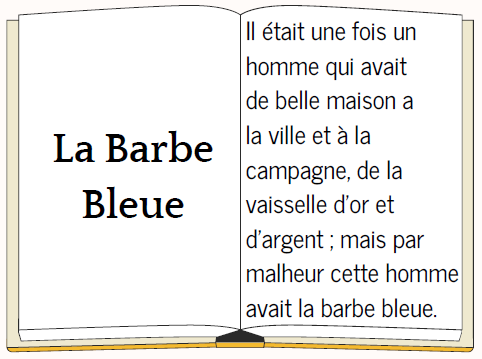 La Barbe
Bleue
Il était une fois un
homme qui avait
de belle maison a
la ville et à la
campagne, de la
vaisselle d'or et
d'argent ; mais par
malheur cette homme
avait la barbe bleue.